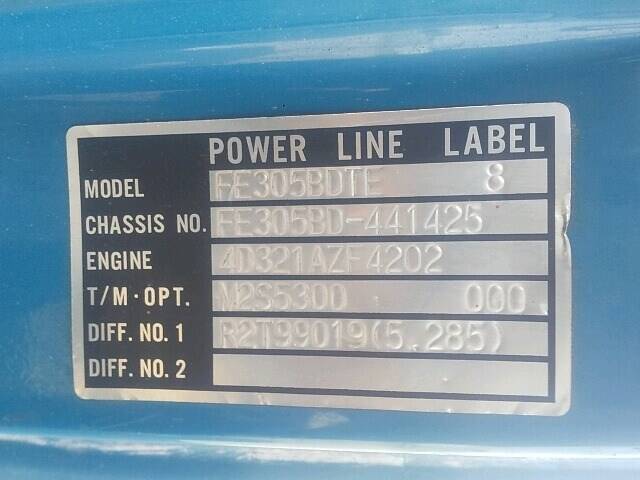 POWER LINE LABEL
MODEL FE305BDTE 8
CHASSIS NO. FE305BD-441425
ENGINE 4D321AZF4202
T/M·OPT. M2S5300 000
DIFF. NO. 1 R2T99019(5.285)
DIFF. NO. 2